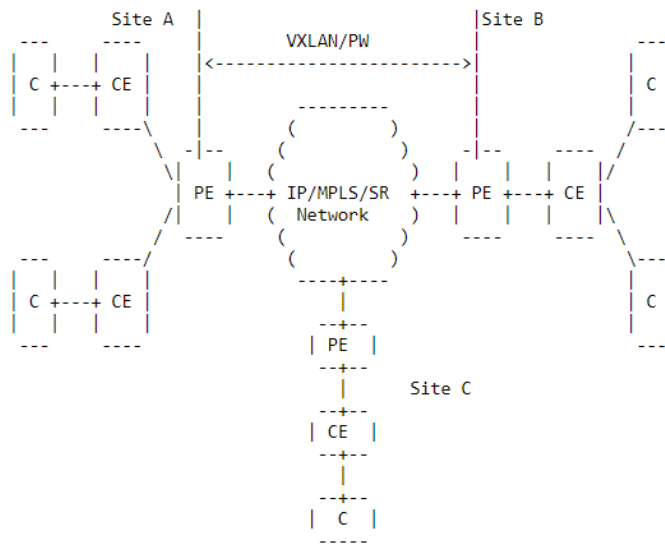 Site A Site B
VXLAN/PW
C CE C
PE IP/MPLS/SR PE CE
Network
C CE C
PE
Site C
CE
C